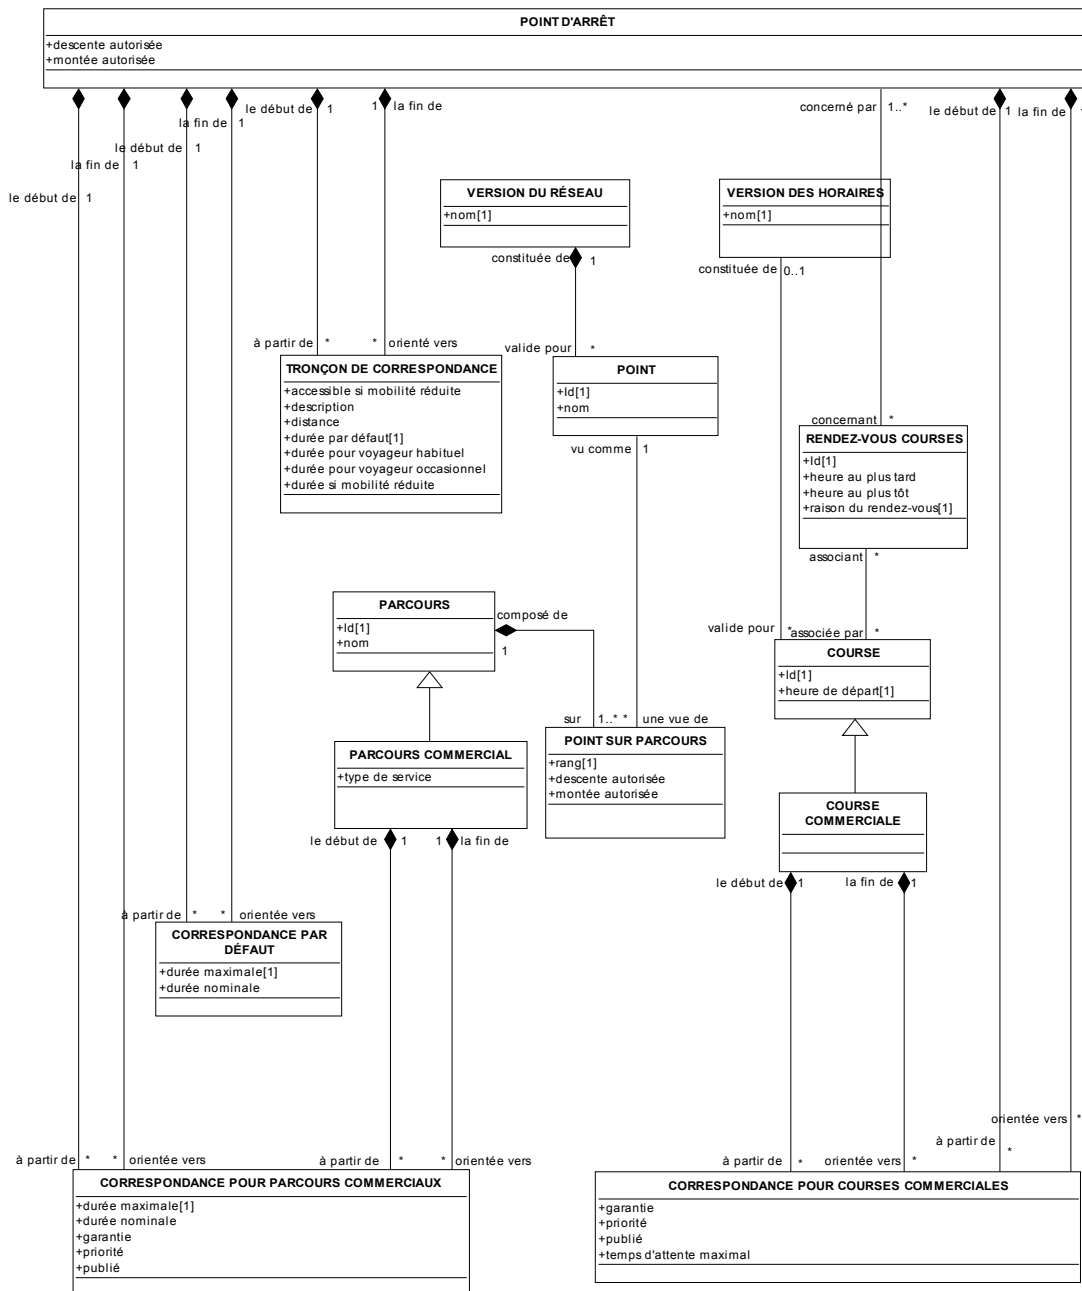 POINT D'ARRÊT
+descente autorisée
+montée autorisée
le début de 1
1 la fin de
concerné par 1..*
le début de 1
la fin de 1
la fin de 1
le début de 1
la fin de 1
le début de 1
VERSION DU RÉSEAU
+nom[1]
constituée de 1
VERSION DES HORAIRES
+nom[1]
constituée de 0..1
à partir de *
* orienté vers
valide pour *
TRONÇON DE CORRESPONDANCE
+accessible si mobilité réduite
+description
+distance
+durée par défaut[1]
+durée pour voyageur habituel
+durée pour voyageur occasionnel
+durée si mobilité réduite
POINT
+Id[1]
+nom
vu comme 1
concernant *
RENDEZ-VOUS COURSES
+Id[1]
+heure au plus tard
+heure au plus tôt
+raison du rendez-vous[1]
associant *
PARCOURS
+Id[1]
+nom
composé de
1
valide pour *
associée par *
COURSE
+Id[1]
+heure de départ[1]
sur 1..*
* une vue de
PARCOURS COMMERCIAL
+type de service
POINT SUR PARCOURS
+rang[1]
+descente autorisée
+montée autorisée
COURSE
COMMERCIALE
le début de 1
1 la fin de
le début de 1
la fin de 1
à partir de *
* orientée vers
CORRESPONDANCE PAR
DÉFAUT
+durée maximale[1]
+durée nominale
orientée vers *
à partir de *
à partir de *
* orientée vers
à partir de *
* orientée vers
à partir de *
orientée vers *
CORRESPONDANCE POUR PARCOURS COMMERCIAUX
+durée maximale[1]
+durée nominale
+garantie
+priorité
+publié
CORRESPONDANCE POUR COURSES COMMERCIALES
+garantie
+priorité
+publié
+temps d'attente maximal